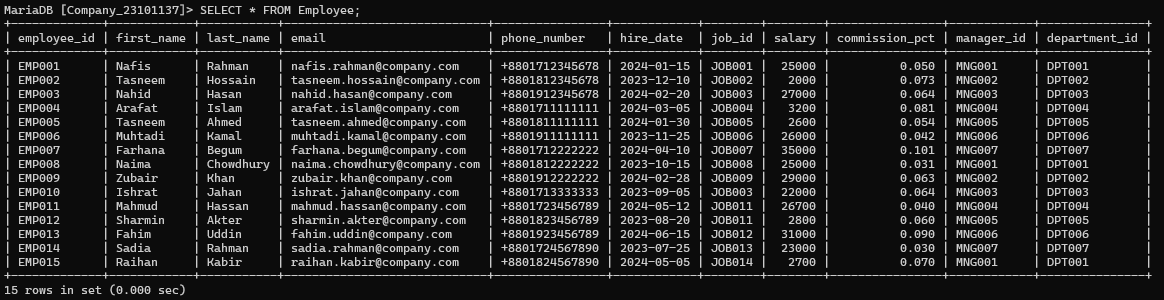 MariaDB [Company_23101137]> SELECT * FROM Employee;
+-------------+------------+-----------+----------------------------+----------------+------------+--------+--------+----------------+------------+---------------+
| employee_id | first_name | last_name | email                      | phone_number   | hire_date  | job_id | salary | commission_pct | manager_id | department_id |
+-------------+------------+-----------+----------------------------+----------------+------------+--------+--------+----------------+------------+---------------+
| EMP001      | Nafis      | Rahman    | nafis.rahman@company.com   | +8801712345678 | 2024-01-15 | JOB001 |  25000 |          0.050 | MNG001     | DPT001        |
| EMP002      | Tasneem    | Hossain   | tasneem.hossain@company.com | +8801812345678 | 2023-12-10 | JOB002 |   2000 |          0.073 | MNG002     | DPT002        |
| EMP003      | Nahid      | Hasan     | nahid.hasan@company.com    | +8801912345678 | 2024-02-20 | JOB003 |  27000 |          0.064 | MNG003     | DPT003        |
| EMP004      | Arafat     | Islam     | arafat.islam@company.com   | +8801711111111 | 2024-03-05 | JOB004 |   3200 |          0.081 | MNG004     | DPT004        |
| EMP005      | Tasneem    | Ahmed     | tasneem.ahmed@company.com  | +8801811111111 | 2024-01-30 | JOB005 |   2600 |          0.054 | MNG005     | DPT005        |
| EMP006      | Muhtadi    | Kamal     | muhtadi.kamal@company.com  | +8801911111111 | 2023-11-25 | JOB006 |  26000 |          0.042 | MNG006     | DPT006        |
| EMP007      | Farhana    | Begum     | farhana.begum@company.com  | +8801712222222 | 2024-04-10 | JOB007 |  35000 |          0.101 | MNG007     | DPT007        |
| EMP008      | Naima      | Chowdhury | naima.chowdhury@company.com | +8801812222222 | 2023-10-15 | JOB008 |  25000 |          0.031 | MNG001     | DPT001        |
| EMP009      | Zubair     | Khan      | zubair.khan@company.com    | +8801912222222 | 2024-02-28 | JOB009 |  29000 |          0.063 | MNG002     | DPT002        |
| EMP010      | Ishrat     | Jahan     | ishrat.jahan@company.com   | +8801713333333 | 2023-09-05 | JOB003 |  22000 |          0.064 | MNG003     | DPT003        |
| EMP011      | Mahmud     | Hassan    | mahmud.hassan@company.com  | +8801723456789 | 2024-05-12 | JOB011 |  26700 |          0.040 | MNG004     | DPT004        |
| EMP012      | Sharmin    | Akter     | sharmin.akter@company.com  | +8801823456789 | 2023-08-20 | JOB011 |   2800 |          0.060 | MNG005     | DPT005        |
| EMP013      | Fahim      | Uddin     | fahim.uddin@company.com    | +8801923456789 | 2024-06-15 | JOB012 |  31000 |          0.090 | MNG006     | DPT006        |
| EMP014      | Sadia      | Rahman    | sadia.rahman@company.com   | +8801724567890 | 2023-07-25 | JOB013 |  23000 |          0.030 | MNG007     | DPT007        |
| EMP015      | Raihan     | Kabir     | raihan.kabir@company.com   | +8801824567890 | 2024-05-05 | JOB014 |   2700 |          0.070 | MNG001     | DPT001        |
+-------------+------------+-----------+----------------------------+----------------+------------+--------+--------+----------------+------------+---------------+
15 rows in set (0.000 sec)